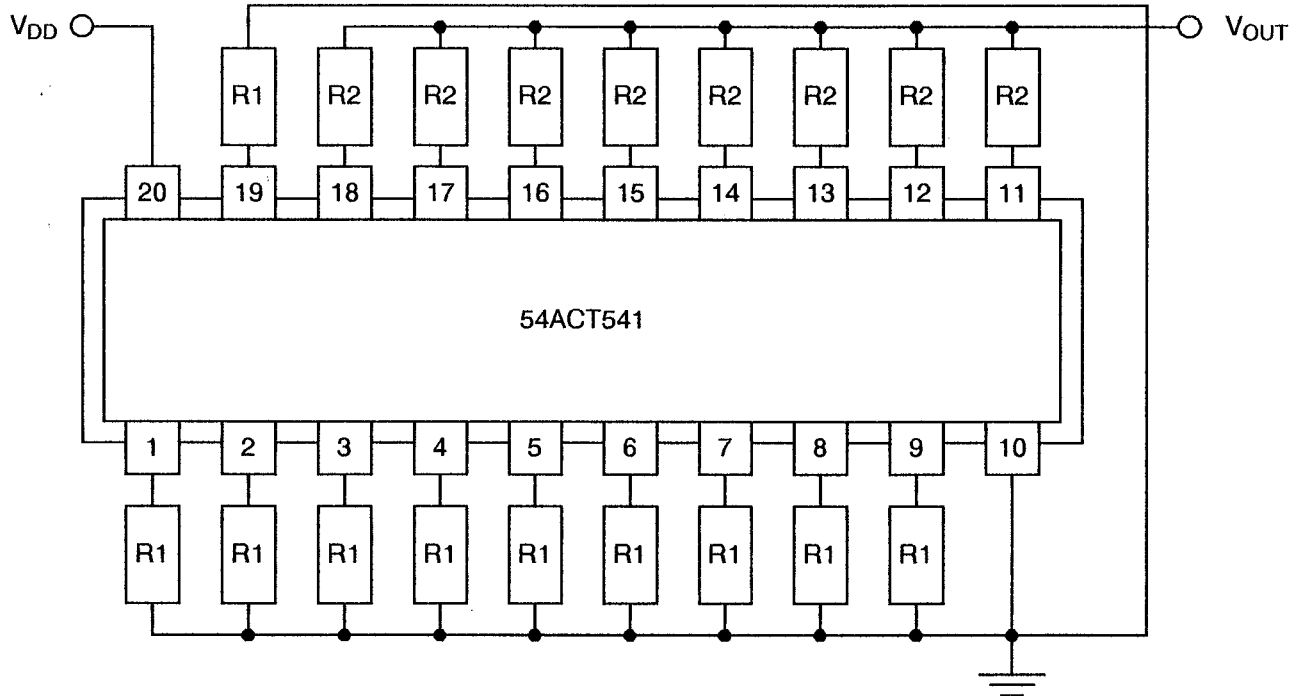 VDD
VOUT
R1 R2 R2 R2 R2 R2 R2 R2 R2
20 19 18 17 16 15 14 13 12 11
54ACT541
1 2 3 4 5 6 7 8 9 10
R1 R1 R1 R1 R1 R1 R1 R1 R1